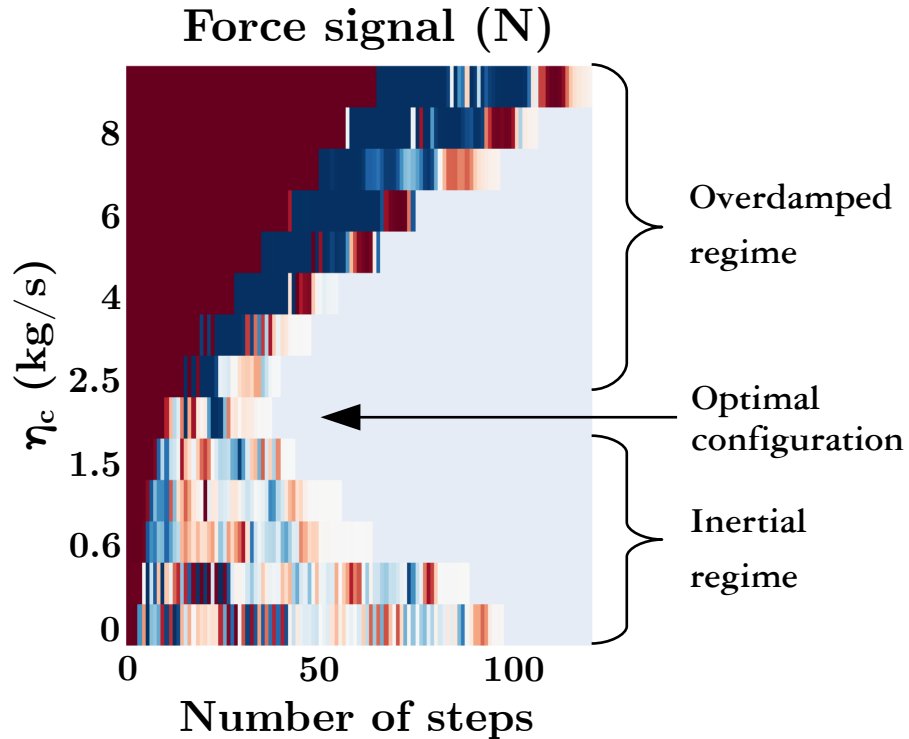 Force signal (N)
8
6
4
2.5
1.5
0.6
0
ηc (kg/s)
0 50 100
Number of steps
Overdamped
regime
Optimal
configuration
Inertial
regime